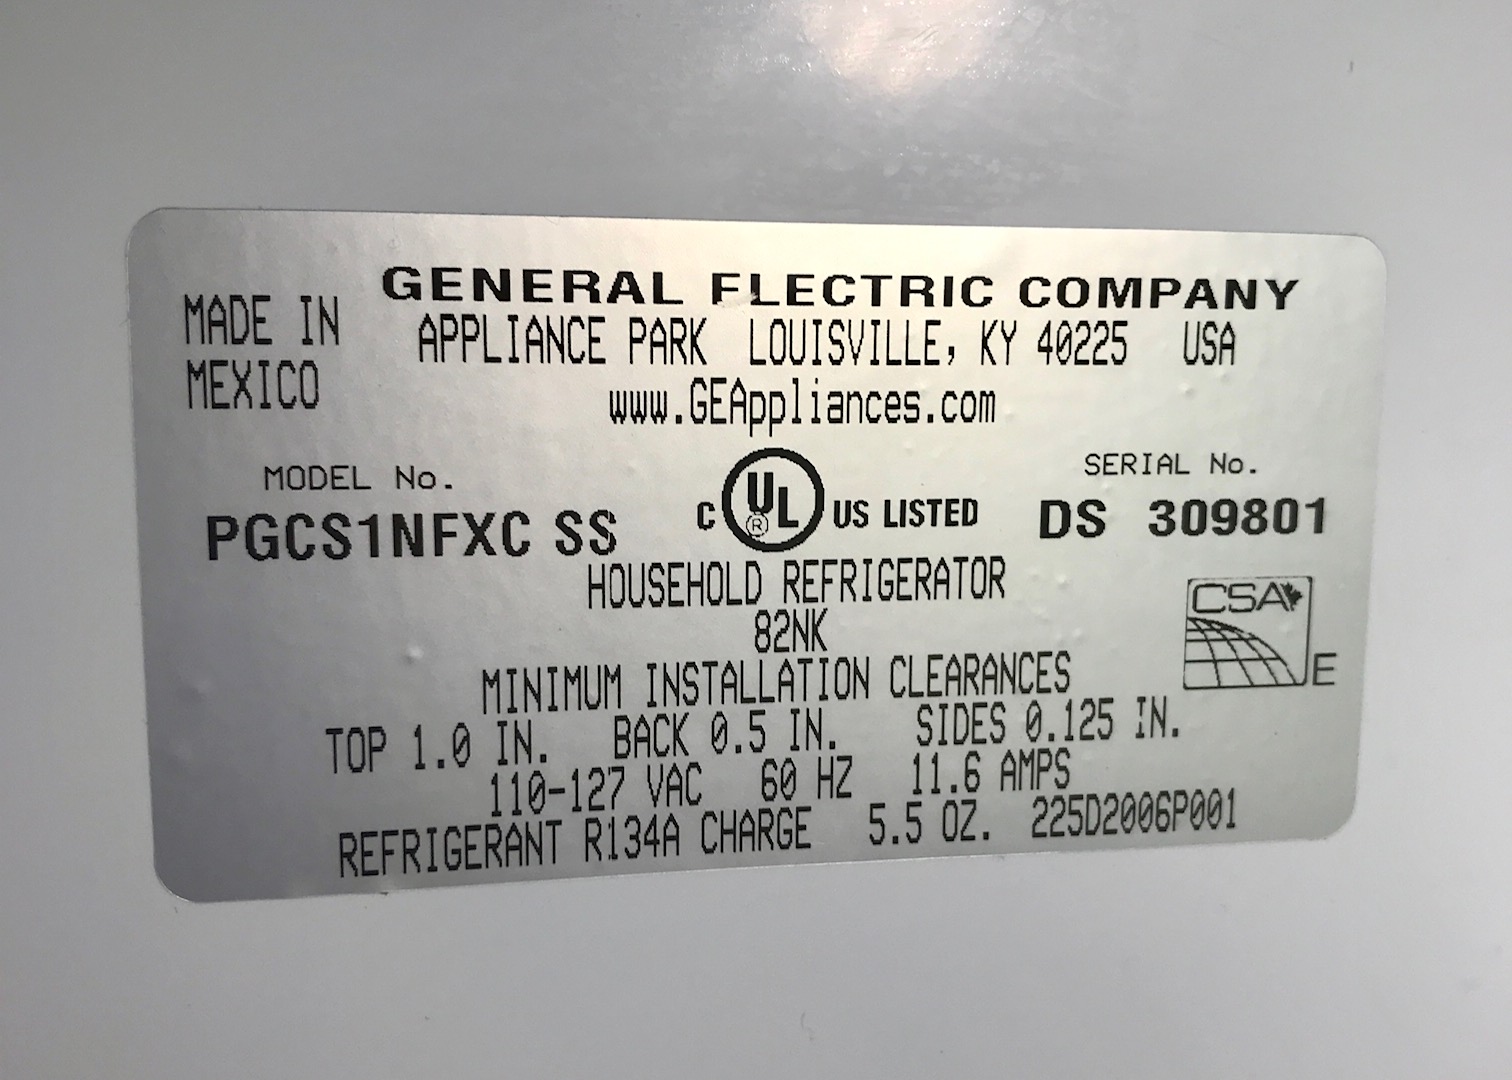 MADE IN
MEXICO
GENERAL ELECTRIC COMPANY
APPLIANCE PARK LOUISVILLE, KY 40225 USA
www.GEAppliances.com
MODEL No.
PGCS1NFXC SS
C UL ® US LISTED
SERIAL No.
DS 309801
HOUSEHOLD REFRIGERATOR
82NK
CSA
E
MINIMUM INSTALLATION CLEARANCES
TOP 1.0 IN. BACK 0.5 IN. SIDES 0.125 IN.
110-127 VAC 60 HZ 11.6 AMPS
REFRIGERANT R134A CHARGE 5.5 OZ. 225D2006P001